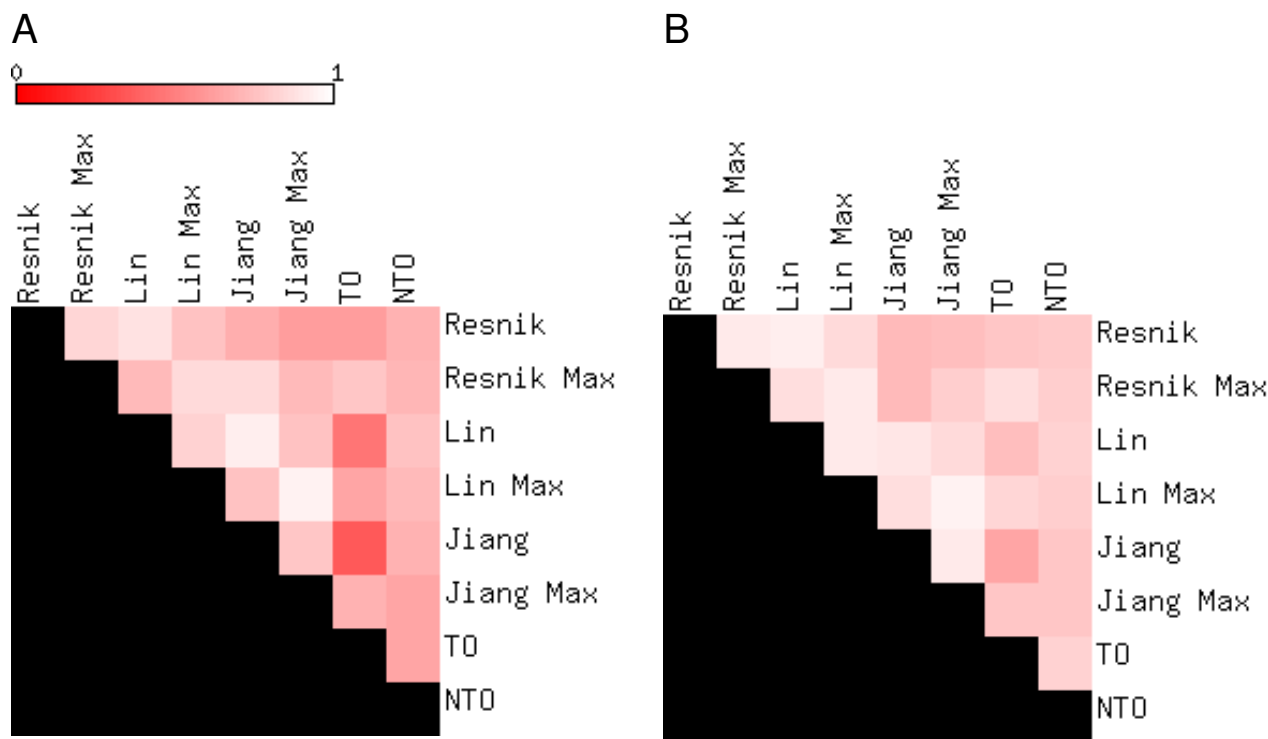 A
B
0 1
Resnik
Resnik Max
Lin
Lin Max
Jiang
Jiang Max
TO
NTO
Resnik
Resnik Max
Lin
Lin Max
Jiang
Jiang Max
TO
NTO
Resnik
Resnik Max
Lin
Lin Max
Jiang
Jiang Max
TO
NTO
Resnik
Resnik Max
Lin
Lin Max
Jiang
Jiang Max
TO
NTO